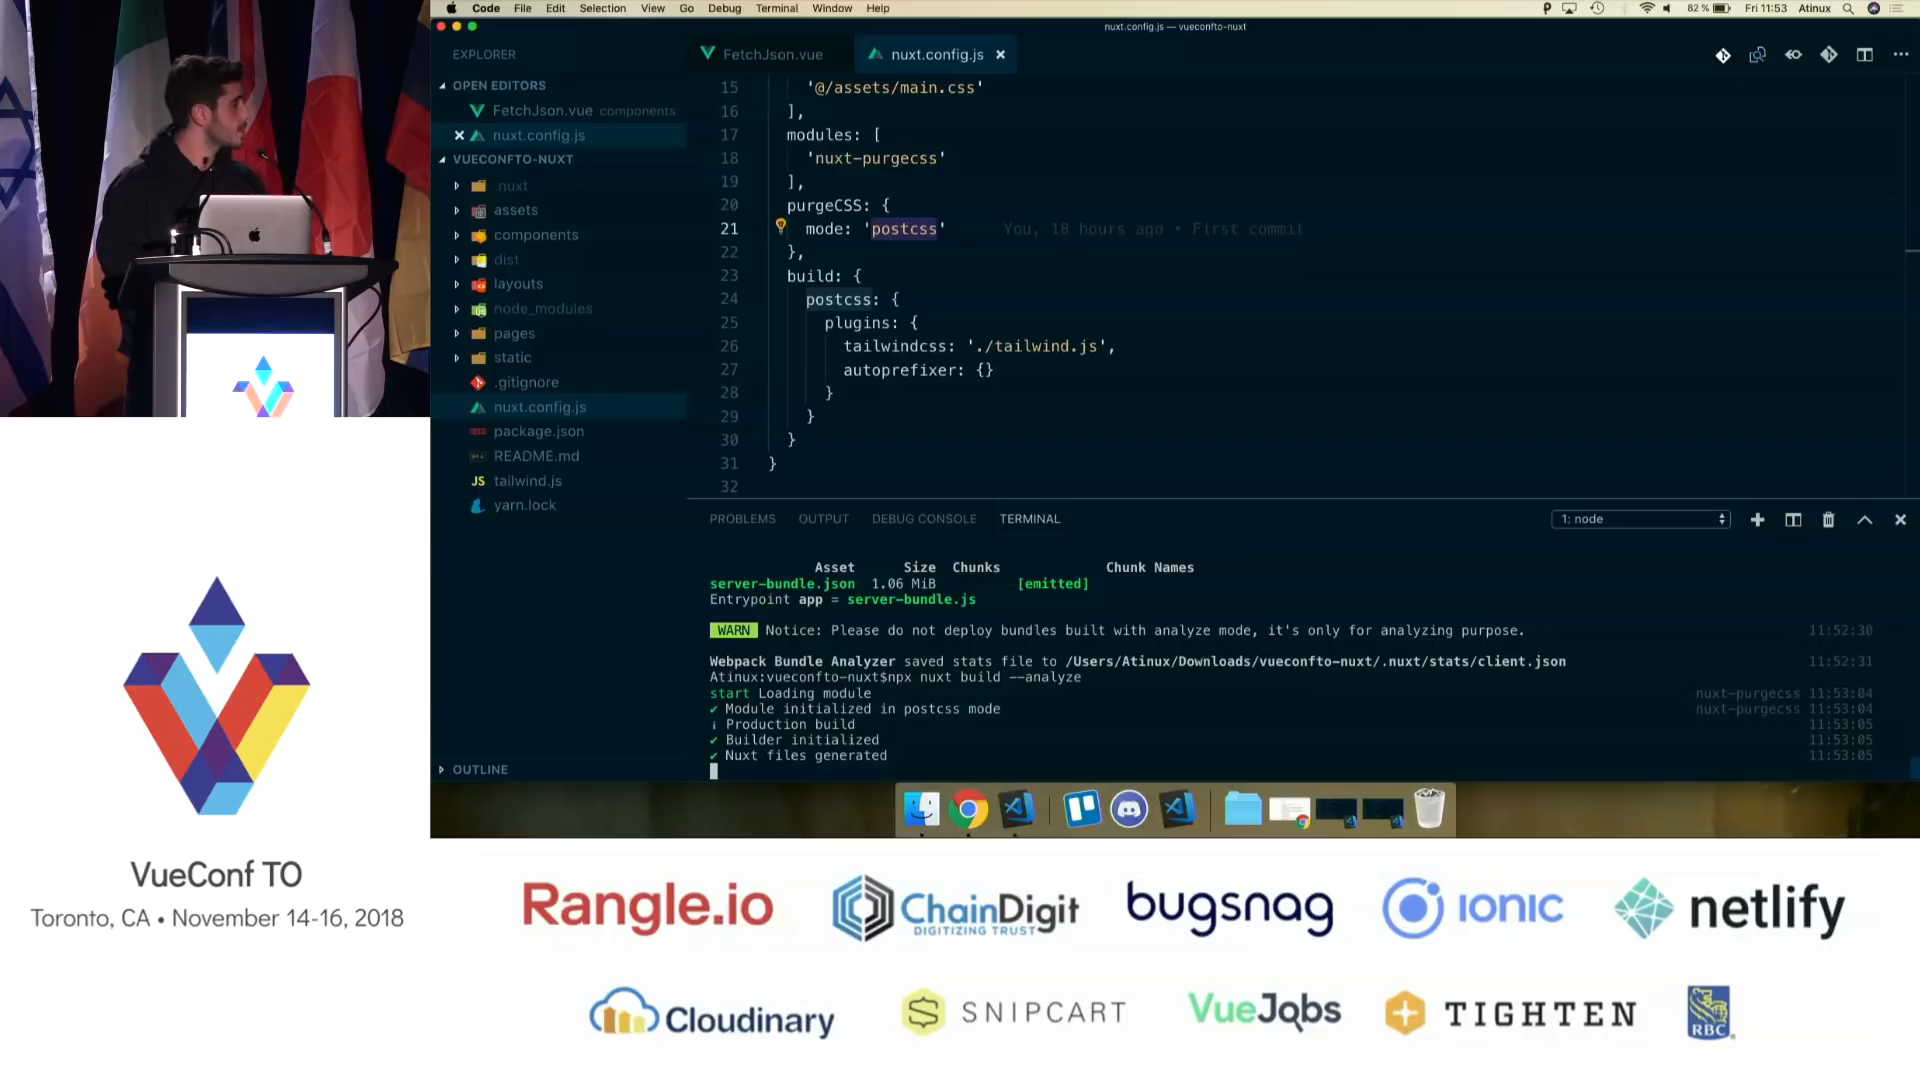 Code File Edit Selection View Go Debug Terminal Window Help
82 % Fri 11:53 Atinux
nuxt.config.js — vueconfto-nuxt
EXPLORER
OPEN EDITORS
FetchJson.vue components
nuxt.config.js
VUECONFTO-NUXT
.nuxt
assets
components
dist
layouts
node_modules
pages
static
.gitignore
nuxt.config.js
package.json
README.md
JS tailwind.js
yarn.lock
OUTLINE
FetchJson.vue nuxt.config.js
15 '@/assets/main.css'
16 ],
17 modules: [
18 'nuxt-purgecss'
19 ],
20 purgeCSS: {
21 mode: 'postcss' You, 18 hours ago • First commit
22 },
23 build: {
24 postcss: {
25 plugins: {
26 tailwindcss: './tailwind.js',
27 autoprefixer: {}
28 }
29 }
30 }
31 }
32
PROBLEMS OUTPUT DEBUG CONSOLE TERMINAL 1: node
Asset Size Chunks Chunk Names
server-bundle.json 1.06 MiB [emitted]
Entrypoint app = server-bundle.js
WARN Notice: Please do not deploy bundles built with analyze mode, it's only for analyzing purpose. 11:52:30
Webpack Bundle Analyzer saved stats file to /Users/Atinux/Downloads/vueconfto-nuxt/.nuxt/stats/client.json 11:52:31
Atinux:vueconfto-nuxt$npx nuxt build --analyze
start Loading module nuxt-purgecss 11:53:04
✔ Module initialized in postcss mode nuxt-purgecss 11:53:04
ℹ Production build 11:53:05
✔ Builder initialized 11:53:05
✔ Nuxt files generated 11:53:05
VueConf TO
Toronto, CA • November 14-16, 2018
Rangle.io
ChainDigit
DIGITIZING TRUST
bugsnag
IONIC
netlify
Cloudinary
SNIPCART
VueJobs
TIGHTEN
RBC